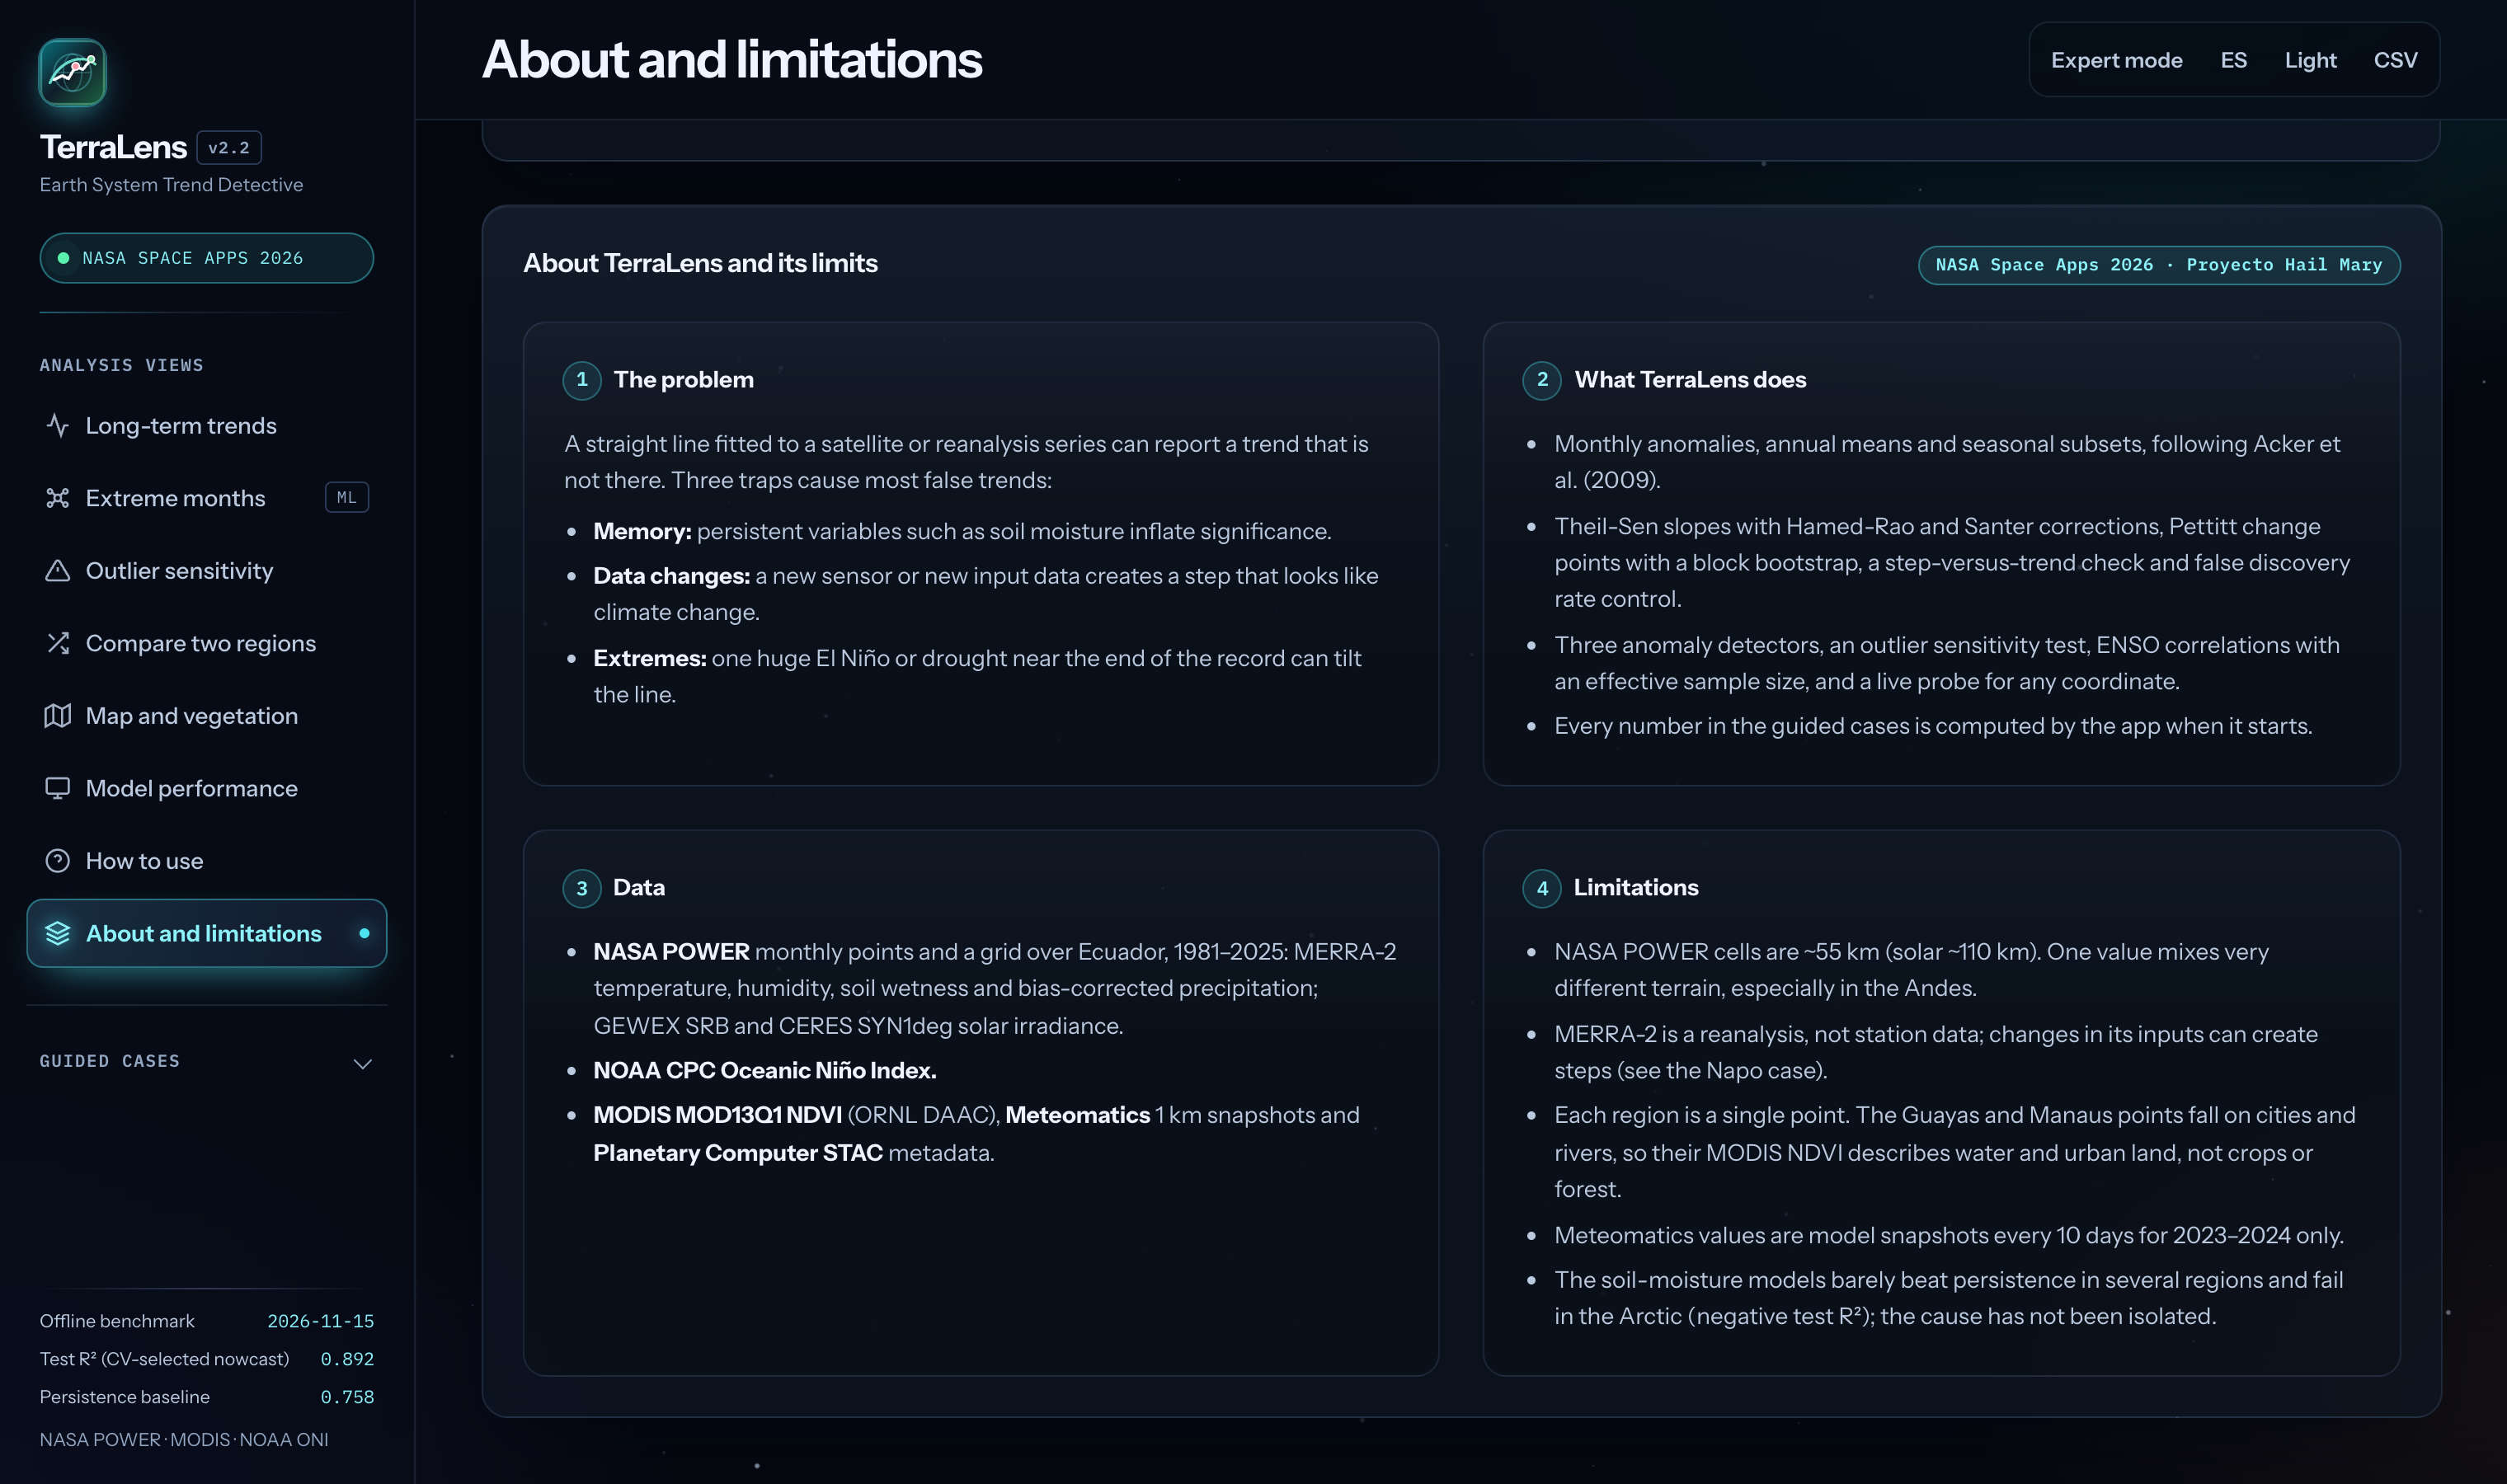 TerraLens v2.2
Earth System Trend Detective
NASA SPACE APPS 2026
ANALYSIS VIEWS
Long-term trends
Extreme months ML
Outlier sensitivity
Compare two regions
Map and vegetation
Model performance
How to use
About and limitations
GUIDED CASES
Offline benchmark 2026-11-15
Test R² (CV-selected nowcast) 0.892
Persistence baseline 0.758
NASA POWER · MODIS · NOAA ONI
About and limitations
Expert mode ES Light CSV
About TerraLens and its limits
NASA Space Apps 2026 · Proyecto Hail Mary
1 The problem
A straight line fitted to a satellite or reanalysis series can report a trend that is
not there. Three traps cause most false trends:
• Memory: persistent variables such as soil moisture inflate significance.
• Data changes: a new sensor or new input data creates a step that looks like
climate change.
• Extremes: one huge El Niño or drought near the end of the record can tilt
the line.
2 What TerraLens does
• Monthly anomalies, annual means and seasonal subsets, following Acker et
al. (2009).
• Theil-Sen slopes with Hamed-Rao and Santer corrections, Pettitt change
points with a block bootstrap, a step-versus-trend check and false discovery
rate control.
• Three anomaly detectors, an outlier sensitivity test, ENSO correlations with
an effective sample size, and a live probe for any coordinate.
• Every number in the guided cases is computed by the app when it starts.
3 Data
• NASA POWER monthly points and a grid over Ecuador, 1981–2025: MERRA-2
temperature, humidity, soil wetness and bias-corrected precipitation;
GEWEX SRB and CERES SYN1deg solar irradiance.
• NOAA CPC Oceanic Niño Index.
• MODIS MOD13Q1 NDVI (ORNL DAAC), Meteomatics 1 km snapshots and
Planetary Computer STAC metadata.
4 Limitations
• NASA POWER cells are ~55 km (solar ~110 km). One value mixes very
different terrain, especially in the Andes.
• MERRA-2 is a reanalysis, not station data; changes in its inputs can create
steps (see the Napo case).
• Each region is a single point. The Guayas and Manaus points fall on cities and
rivers, so their MODIS NDVI describes water and urban land, not crops or
forest.
• Meteomatics values are model snapshots every 10 days for 2023–2024 only.
• The soil-moisture models barely beat persistence in several regions and fail
in the Arctic (negative test R²); the cause has not been isolated.